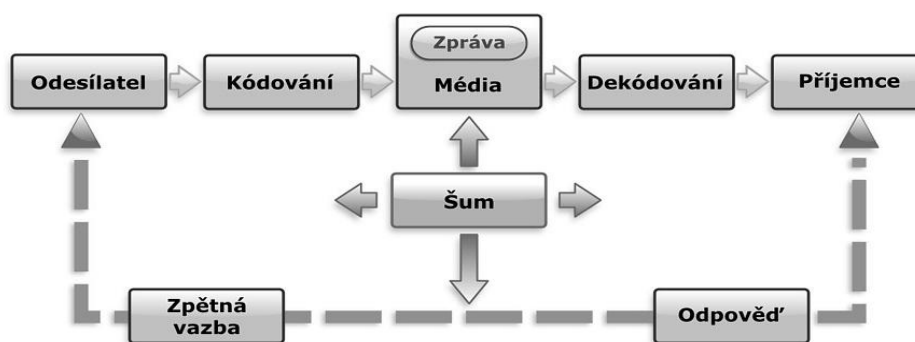 Zpráva
Odesílatel
Kódování
Média
Dekódování
Příjemce
Šum
Zpětná
vazba
Odpověď